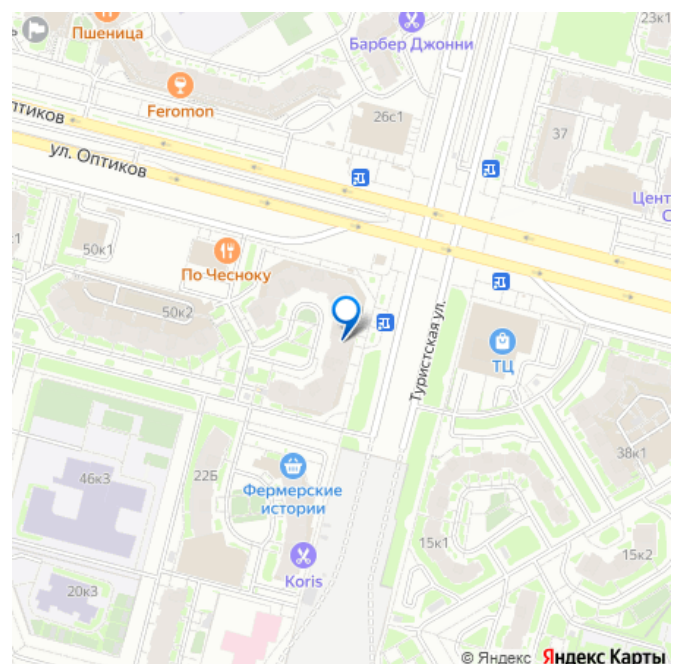 23к1
Пшеница
Барбер Джонни
Feromon
26с1
птиков
37
ул. Оптиков
Цент
С
50к1
По Чесноку
50к2
Туристская ул.
ТЦ
38к1
46к3
22Б
Фермерские
истории
15к1
15к2
Koris
20к3
© Яндекс Яндекс Карты